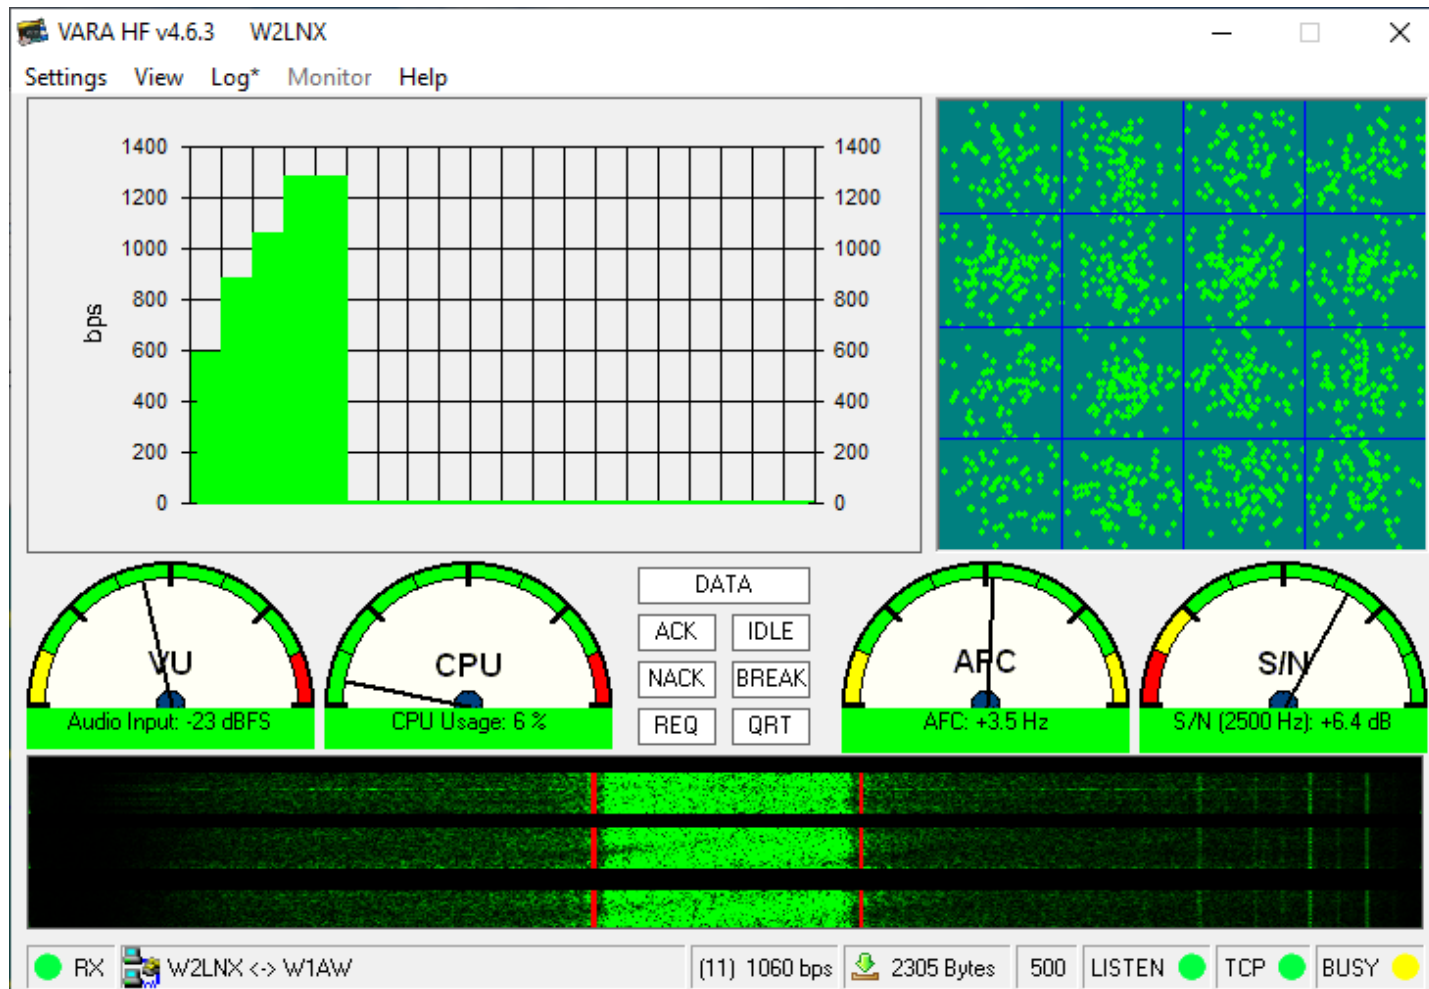 VARA HF v4.6.3 W2LNX
Settings View Log* Monitor Help
1400 1400
1200 1200
1000 1000
800 800
bps
600 600
400 400
200 200
0 0
VU CPU AFC S/N
DATA
ACK IDLE
NACK BREAK
REQ QRT
Audio Input: -23 dBFS CPU Usage: 6 % AFC: +3.5 Hz S/N (2500 Hz): +6.4 dB
RX W2LNX <-> W1AW (11) 1060 bps 2305 Bytes 500 LISTEN TCP BUSY